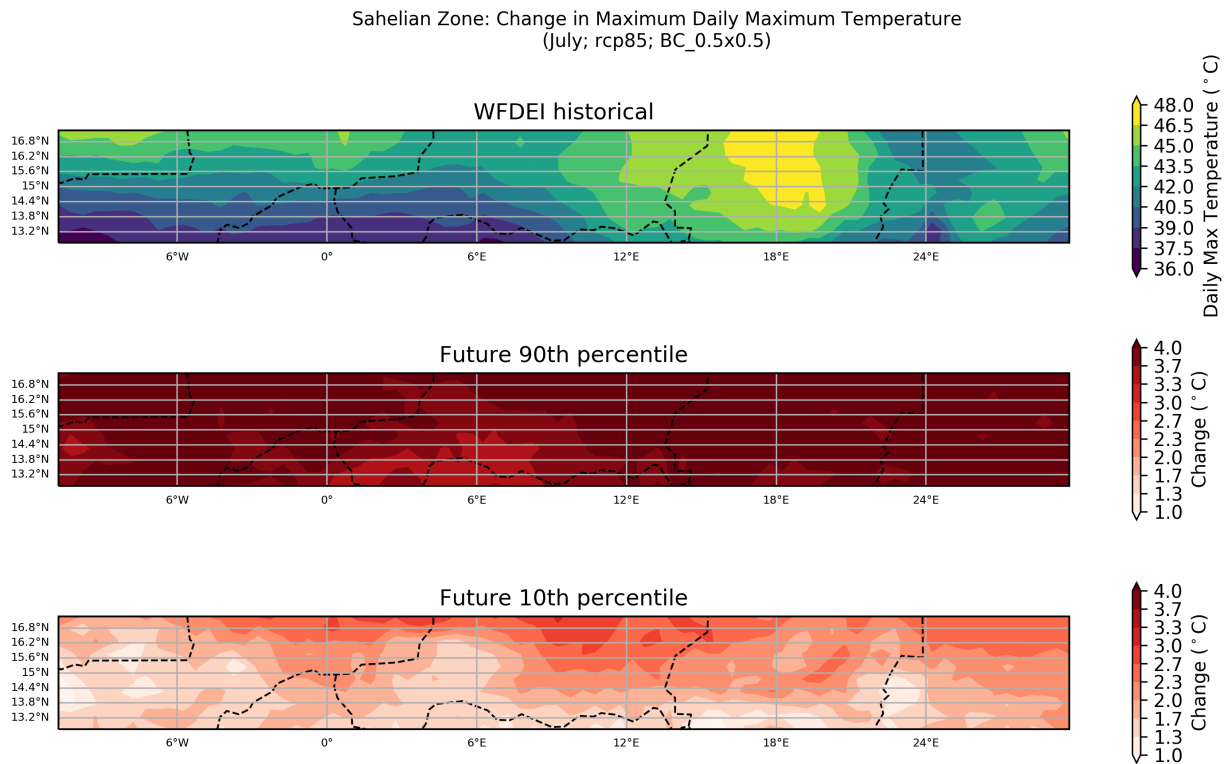 Sahelian Zone: Change in Maximum Daily Maximum Temperature
(July; rcp85; BC_0.5x0.5)
WFDEI historical
16.8°N
16.2°N
15.6°N
15°N
14.4°N
13.8°N
13.2°N
6°W 0° 6°E 12°E 18°E 24°E
48.0
46.5
45.0
43.5
42.0
40.5
39.0
37.5
36.0
Daily Max Temperature (°C)
Future 90th percentile
16.8°N
16.2°N
15.6°N
15°N
14.4°N
13.8°N
13.2°N
6°W 0° 6°E 12°E 18°E 24°E
4.0
3.7
3.3
3.0
2.7
2.3
2.0
1.7
1.3
1.0
Change (°C)
Future 10th percentile
16.8°N
16.2°N
15.6°N
15°N
14.4°N
13.8°N
13.2°N
6°W 0° 6°E 12°E 18°E 24°E
4.0
3.7
3.3
3.0
2.7
2.3
2.0
1.7
1.3
1.0
Change (°C)